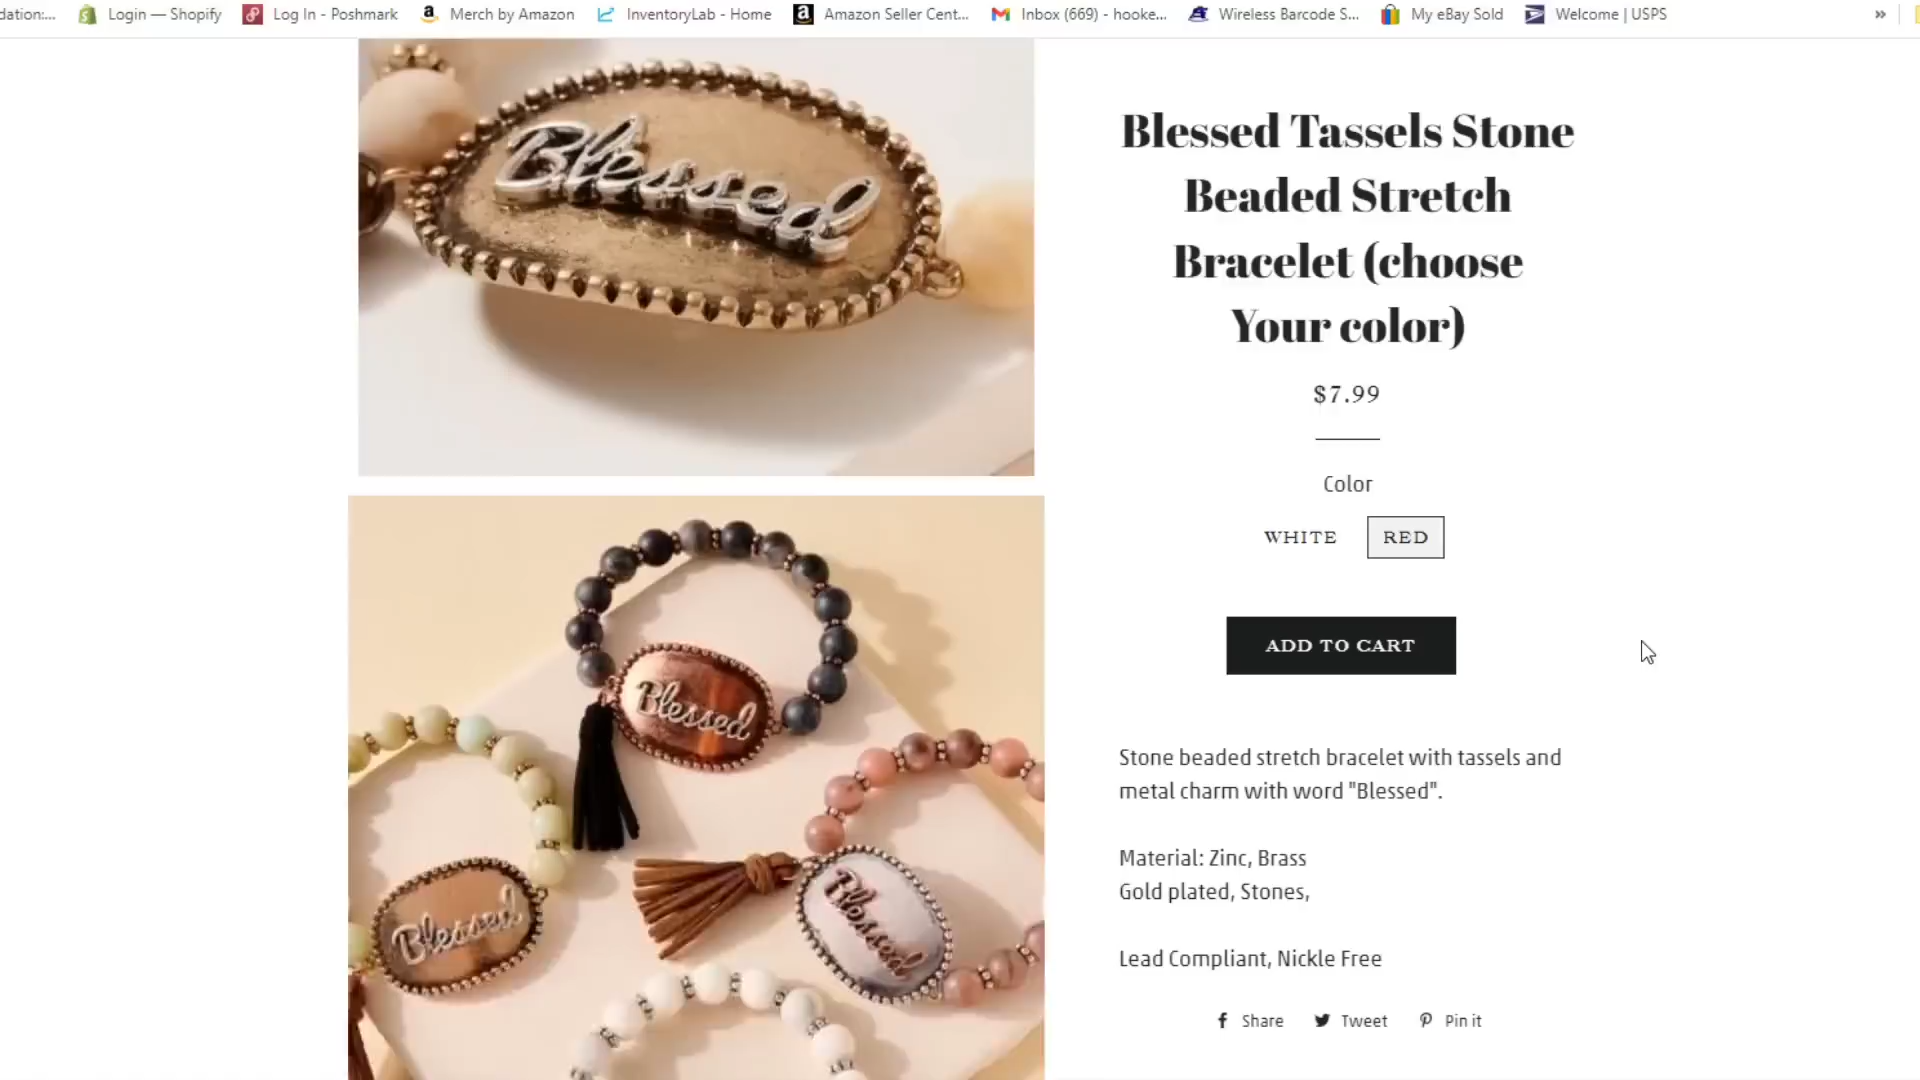 dation:...
Login — Shopify
Log In - Poshmark
Merch by Amazon
InventoryLab - Home
Amazon Seller Cent...
Inbox (669) - hooke...
Wireless Barcode S...
My eBay Sold
Welcome | USPS
»
Blessed
Blessed
Blessed
Blessed
Blessed Tassels Stone
Beaded Stretch
Bracelet (choose
Your color)
$7.99
Color
WHITE
RED
ADD TO CART
Stone beaded stretch bracelet with tassels and
metal charm with word "Blessed".
Material: Zinc, Brass
Gold plated, Stones,
Lead Compliant, Nickle Free
Share
Tweet
Pin it